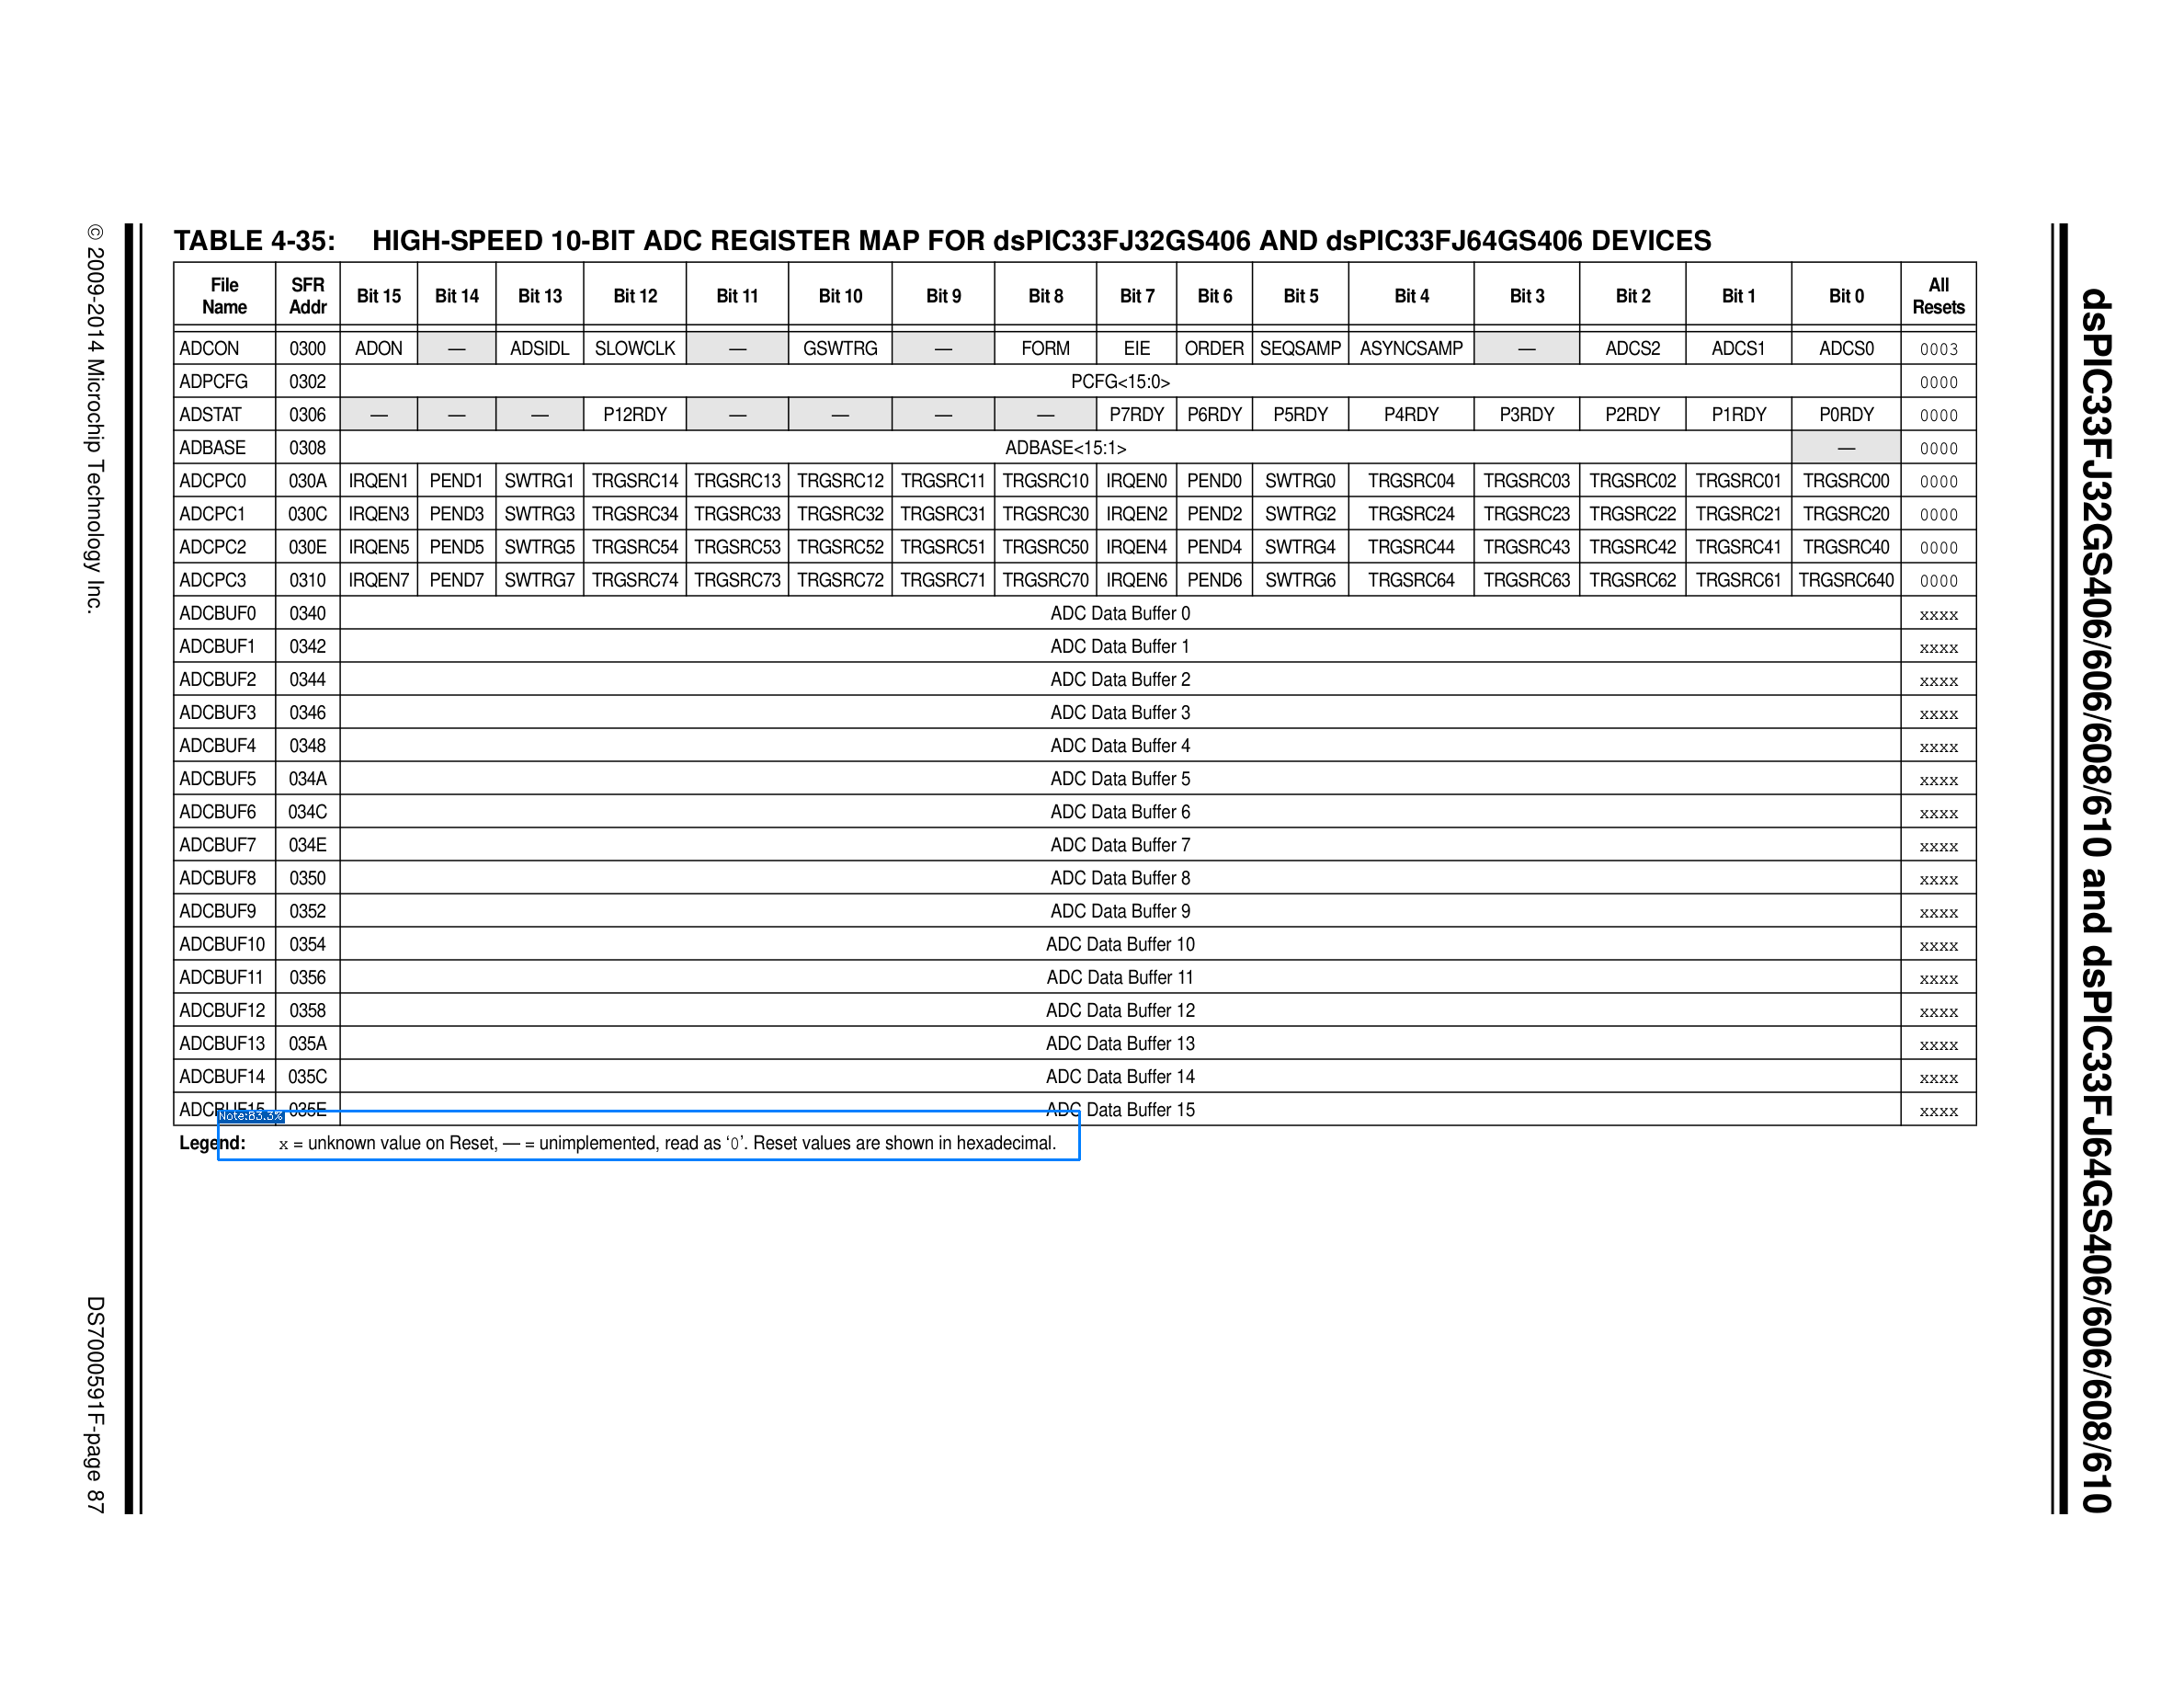 TABLE 4-35: HIGH-SPEED 10-BIT ADC REGISTER MAP FOR dsPIC33FJ32GS406 AND dsPIC33FJ64GS406 DEVICES
File Name SFR Addr Bit 15 Bit 14 Bit 13 Bit 12 Bit 11 Bit 10 Bit 9 Bit 8 Bit 7 Bit 6 Bit 5 Bit 4 Bit 3 Bit 2 Bit 1 Bit 0 All Resets
ADCON 0300 ADON — ADSIDL SLOWCLK — GSWTRG — FORM EIE ORDER SEQSAMP ASYNCSAMP — ADCS2 ADCS1 ADCS0 0003
ADPCFG 0302 PCFG<15:0> 0000
ADSTAT 0306 — — — P12RDY — — — — P7RDY P6RDY P5RDY P4RDY P3RDY P2RDY P1RDY P0RDY 0000
ADBASE 0308 ADBASE<15:1> — 0000
ADCPC0 030A IRQEN1 PEND1 SWTRG1 TRGSRC14 TRGSRC13 TRGSRC12 TRGSRC11 TRGSRC10 IRQEN0 PEND0 SWTRG0 TRGSRC04 TRGSRC03 TRGSRC02 TRGSRC01 TRGSRC00 0000
ADCPC1 030C IRQEN3 PEND3 SWTRG3 TRGSRC34 TRGSRC33 TRGSRC32 TRGSRC31 TRGSRC30 IRQEN2 PEND2 SWTRG2 TRGSRC24 TRGSRC23 TRGSRC22 TRGSRC21 TRGSRC20 0000
ADCPC2 030E IRQEN5 PEND5 SWTRG5 TRGSRC54 TRGSRC53 TRGSRC52 TRGSRC51 TRGSRC50 IRQEN4 PEND4 SWTRG4 TRGSRC44 TRGSRC43 TRGSRC42 TRGSRC41 TRGSRC40 0000
ADCPC3 0310 IRQEN7 PEND7 SWTRG7 TRGSRC74 TRGSRC73 TRGSRC72 TRGSRC71 TRGSRC70 IRQEN6 PEND6 SWTRG6 TRGSRC64 TRGSRC63 TRGSRC62 TRGSRC61 TRGSRC640 0000
ADCBUF0 0340 ADC Data Buffer 0 xxxx
ADCBUF1 0342 ADC Data Buffer 1 xxxx
ADCBUF2 0344 ADC Data Buffer 2 xxxx
ADCBUF3 0346 ADC Data Buffer 3 xxxx
ADCBUF4 0348 ADC Data Buffer 4 xxxx
ADCBUF5 034A ADC Data Buffer 5 xxxx
ADCBUF6 034C ADC Data Buffer 6 xxxx
ADCBUF7 034E ADC Data Buffer 7 xxxx
ADCBUF8 0350 ADC Data Buffer 8 xxxx
ADCBUF9 0352 ADC Data Buffer 9 xxxx
ADCBUF10 0354 ADC Data Buffer 10 xxxx
ADCBUF11 0356 ADC Data Buffer 11 xxxx
ADCBUF12 0358 ADC Data Buffer 12 xxxx
ADCBUF13 035A ADC Data Buffer 13 xxxx
ADCBUF14 035C ADC Data Buffer 14 xxxx
ADCBUF15 035E ADC Data Buffer 15 xxxx
Note:83.3%
Legend: x = unknown value on Reset, — = unimplemented, read as ‘0’. Reset values are shown in hexadecimal.
© 2009-2014 Microchip Technology Inc.
DS70000591F-page 87
dsPIC33FJ32GS406/606/608/610 and dsPIC33FJ64GS406/606/608/610